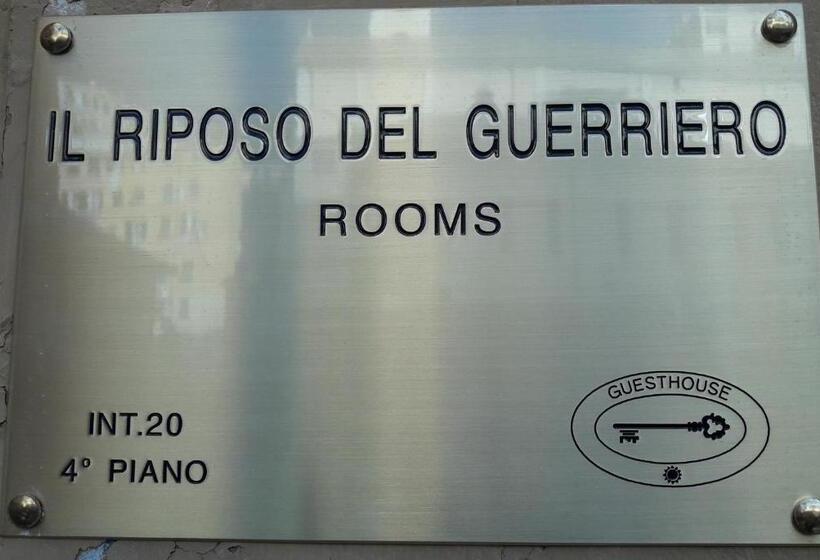 IL RIPOSO DEL GUERRIERO
ROOMS
INT.20
4° PIANO
GUESTHOUSE